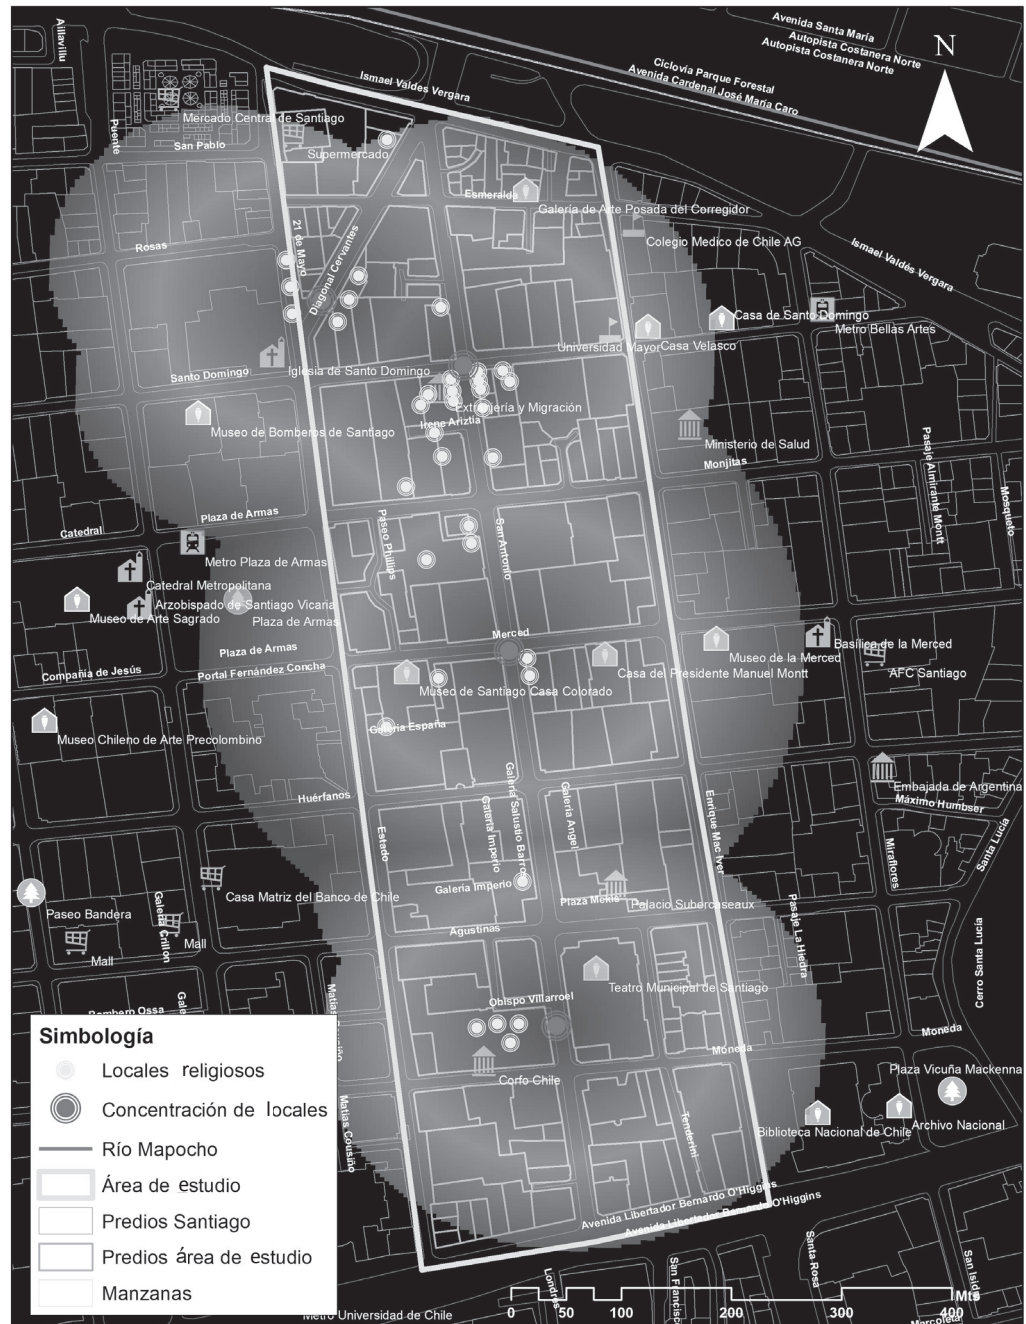 Aillavilu
Avenida Santa María
Autopista Costanera Norte
Autopista Costanera Norte
N
Ciclovía Parque Forestal
Avenida Cardenal José María Caro
Ismael Valdes Vergara
Puente
Mercado Central de Santiago
San Pablo
Supermercado
Esmeralda
Galería de Arte Posada del Corregidor
Colegio Medico de Chile AG
Rosas
21 de Mayo
Diagonal Cervantes
Ismael Valdés Vergara
Casa de Santo Domingo
Metro Bellas Artes
Universidad Mayor
Casa Velasco
Iglesia de Santo Domingo
Santo Domingo
Extranjería y Migración
Irene Ariztia
Museo de Bomberos de Santiago
Ministerio de Salud
Monjitas
Pasaje Almirante Montt
Mosqueto
Plaza de Armas
Catedral
Paseo Phillips
San Antonio
Metro Plaza de Armas
Catedral Metropolitana
Arzobispado de Santiago Vicaria
Museo de Arte Sagrado
Plaza de Armas
Merced
Plaza de Armas
Portal Fernández Concha
Compañía de Jesús
Basílica de la Merced
Museo de la Merced
Casa del Presidente Manuel Montt
AFC Santiago
Museo de Santiago Casa Colorado
Galería España
Museo Chileno de Arte Precolombino
Embajada de Argentina
Máximo Humbser
Huérfanos
Galería Salustio Barros
Galería Imperio
Galería Angel
Enrique Mac Iver
Estado
Miraflores
Santa Lucía
Galería Imperio
Plaza Mekis
Palacio Subercaseaux
Casa Matriz del Banco de Chile
Paseo Bandera
Galería Crillon
Mall
Mall
Agustinas
Pasaje La Hiedra
Cerro Santa Lucía
Teatro Municipal de Santiago
Obispo Villarroel
Bombero Ossa
Gale
Matías Cousiño
Moneda
Moneda
Corfo Chile
Plaza Vicuña Mackenna
Matias Cousiño
Tenderini
Biblioteca Nacional de Chile
Archivo Nacional
Avenida Libertador Bernardo O'Higgins
Avenida Libertador Bernardo O'Higgins
Santa Rosa
San Francisco
San Isidro
Londres
Marcoleta
Metro Universidad de Chile
Simbología
Locales religiosos
Concentración de locales
Río Mapocho
Área de estudio
Predios Santiago
Predios área de estudio
Manzanas
0 50 100 200 300 400
Mts